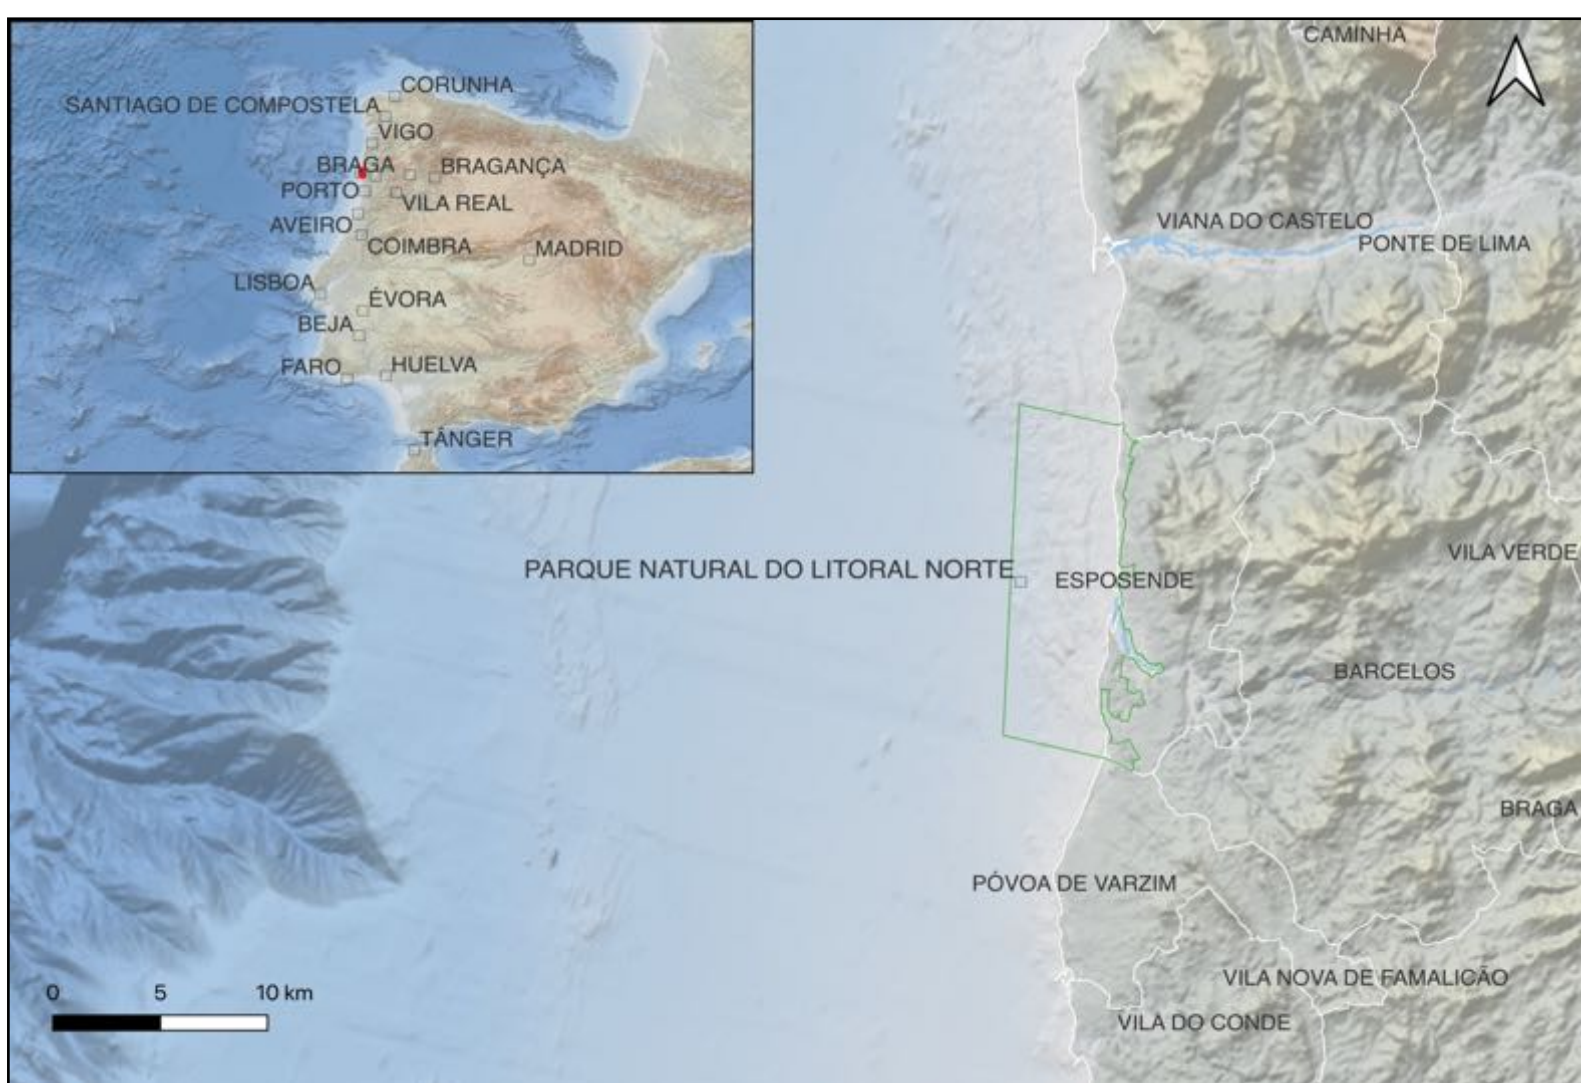 CORUNHA
SANTIAGO DE COMPOSTELA
VIGO
BRAGA
BRAGANÇA
PORTO
VILA REAL
AVEIRO
COIMBRA
MADRID
LISBOA
ÉVORA
BEJA
FARO
HUELVA
TÂNGER
CAMINHA
VIANA DO CASTELO
PONTE DE LIMA
VILA VERDE
PARQUE NATURAL DO LITORAL NORTE
ESPOSENDE
BARCELOS
BRAGA
PÓVOA DE VARZIM
VILA NOVA DE FAMALICÃO
VILA DO CONDE
0 5 10 km